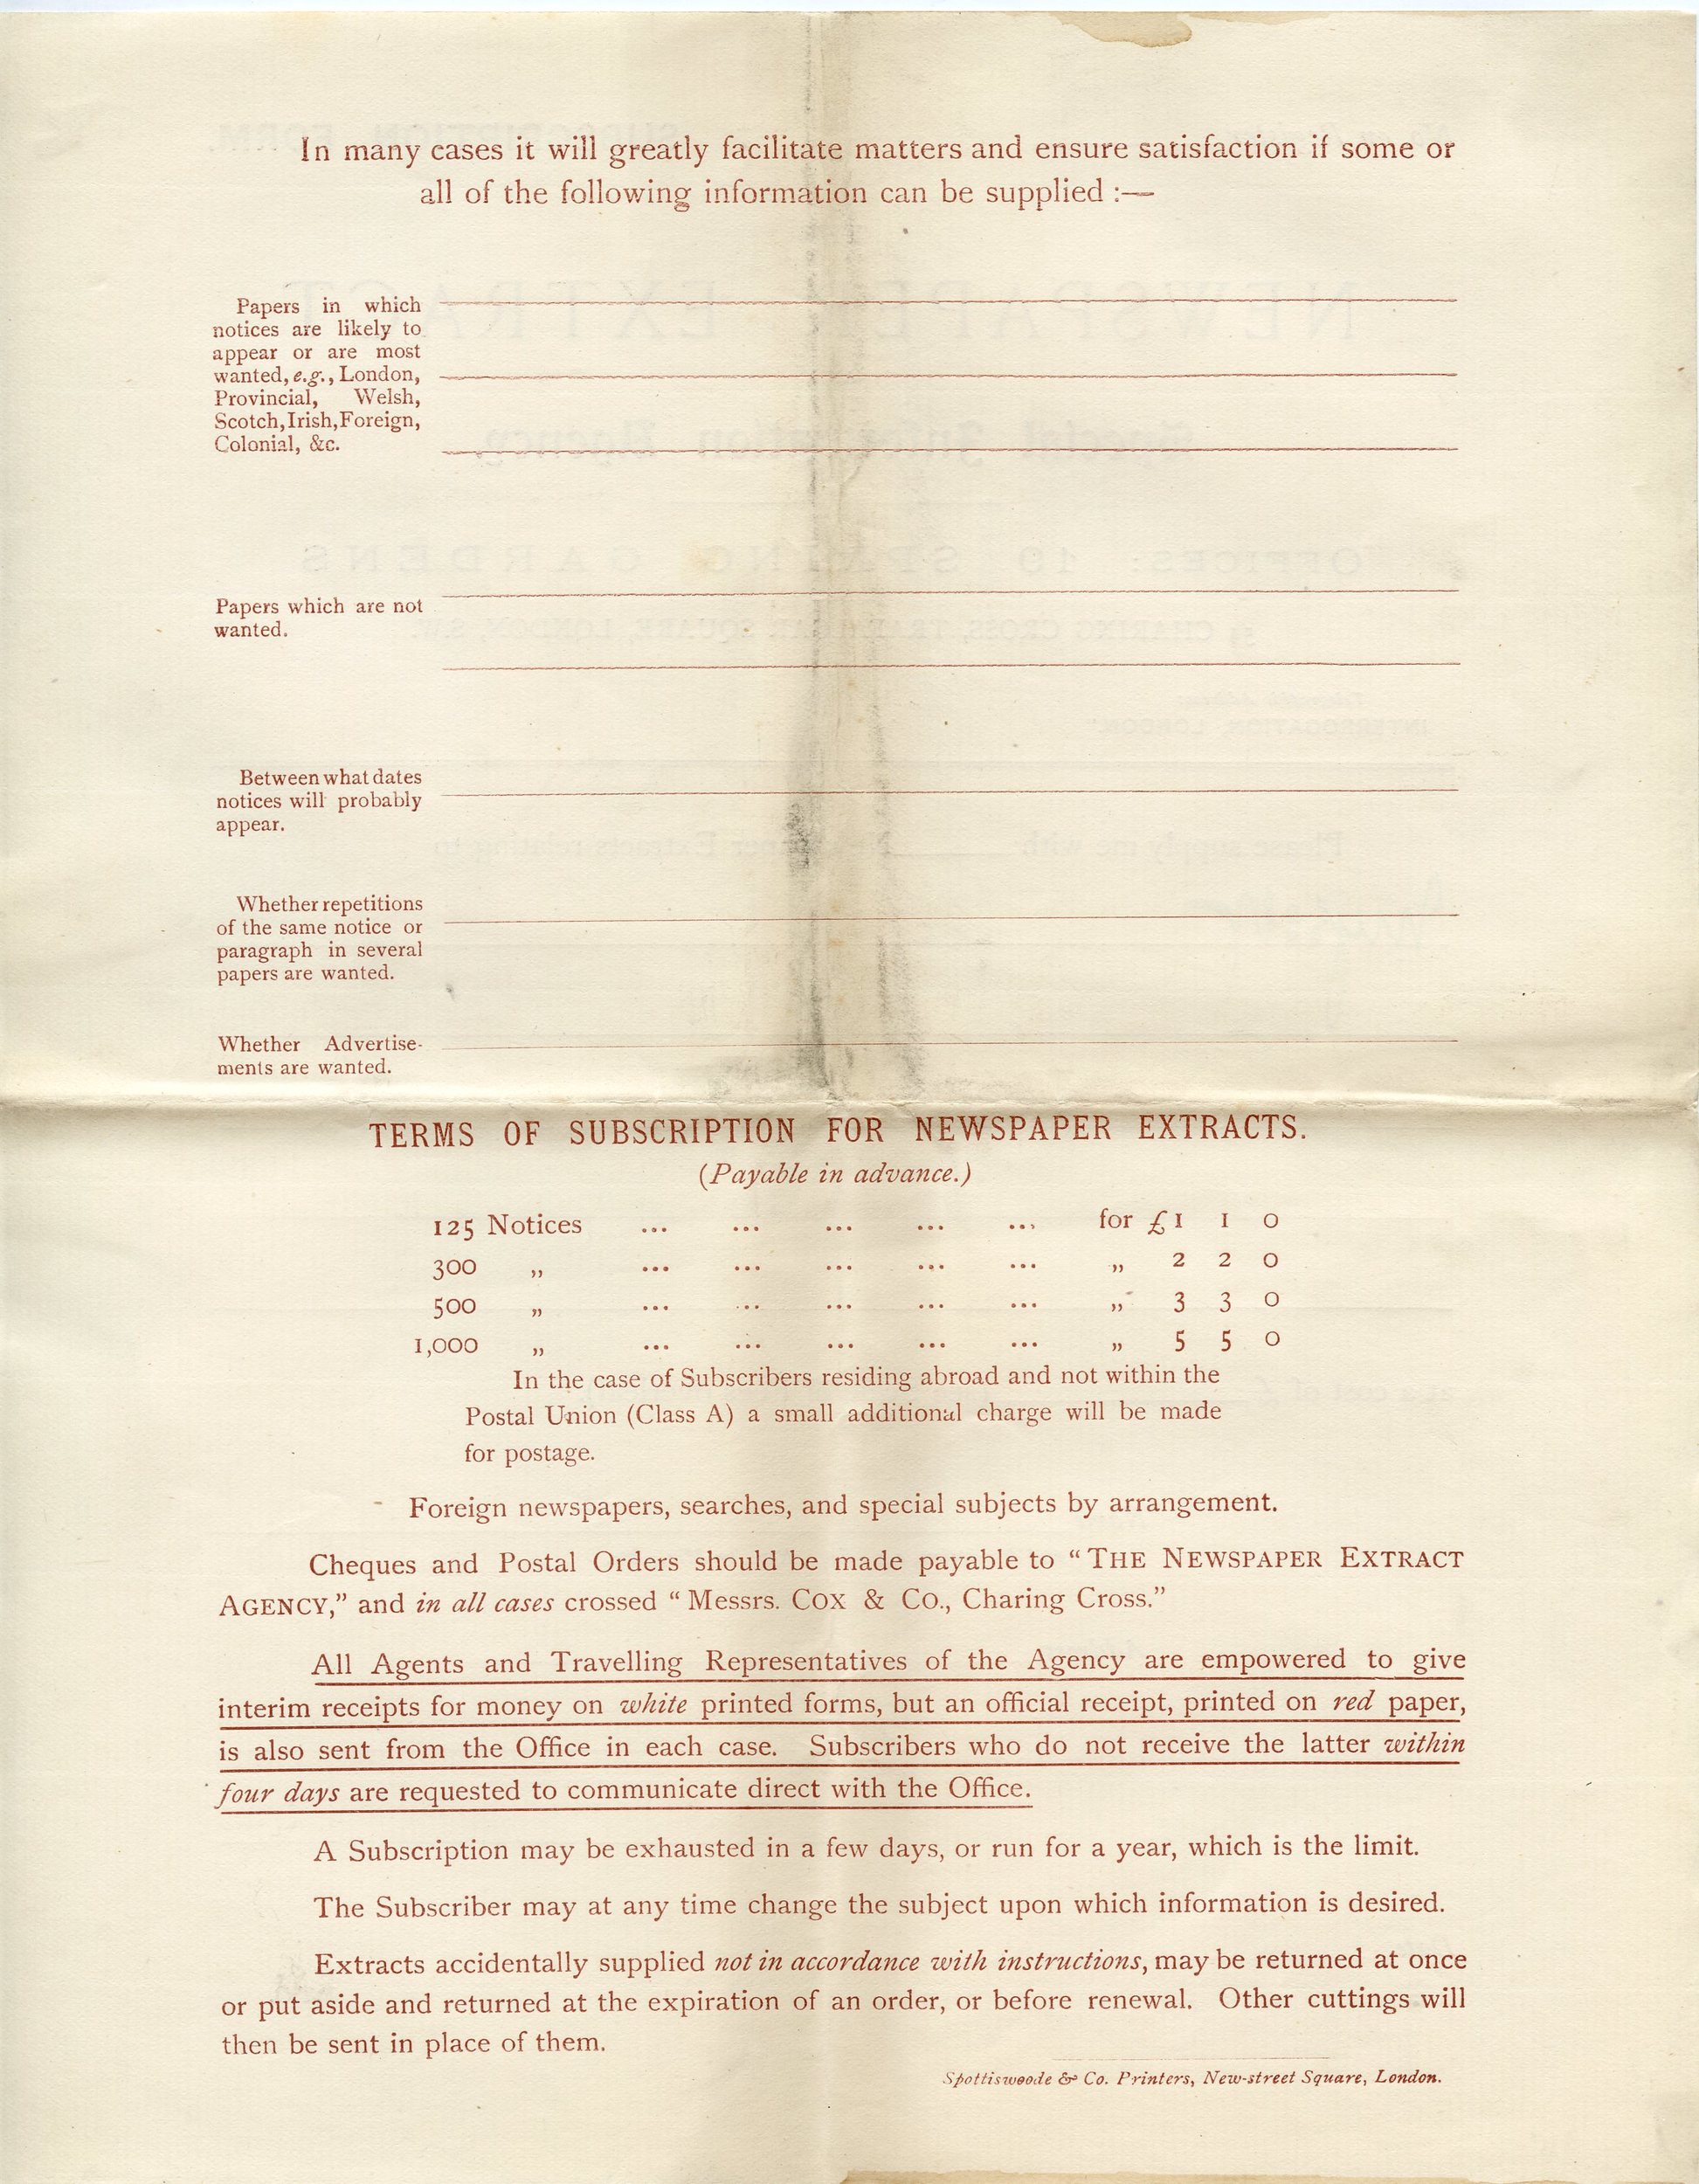 In many cases it will greatly facilitate matters and ensure satisfaction if some or
all of the following information can be supplied :—
Papers in which
notices are likely to
appear or are most
wanted, e.g., London,
Provincial, Welsh,
Scotch, Irish, Foreign,
Colonial, &c.
Papers which are not
wanted.
Between what dates
notices will probably
appear.
Whether repetitions
of the same notice or
paragraph in several
papers are wanted.
Whether Advertise-
ments are wanted.
TERMS OF SUBSCRIPTION FOR NEWSPAPER EXTRACTS.
(Payable in advance.)
125 Notices ... ... ... ... ... for £1 1 0
300 „ ... ... ... ... ... „ 2 2 0
500 „ ... ... ... ... ... „ 3 3 0
1,000 „ ... ... ... ... ... „ 5 5 0
In the case of Subscribers residing abroad and not within the
Postal Union (Class A) a small additional charge will be made
for postage.
Foreign newspapers, searches, and special subjects by arrangement.
Cheques and Postal Orders should be made payable to “THE NEWSPAPER EXTRACT
AGENCY,” and in all cases crossed “Messrs. COX & CO., Charing Cross.”
All Agents and Travelling Representatives of the Agency are empowered to give
interim receipts for money on white printed forms, but an official receipt, printed on red paper,
is also sent from the Office in each case. Subscribers who do not receive the latter within
four days are requested to communicate direct with the Office.
A Subscription may be exhausted in a few days, or run for a year, which is the limit.
The Subscriber may at any time change the subject upon which information is desired.
Extracts accidentally supplied not in accordance with instructions, may be returned at once
or put aside and returned at the expiration of an order, or before renewal. Other cuttings will
then be sent in place of them.
Spottiswoode & Co. Printers, New-street Square, London.